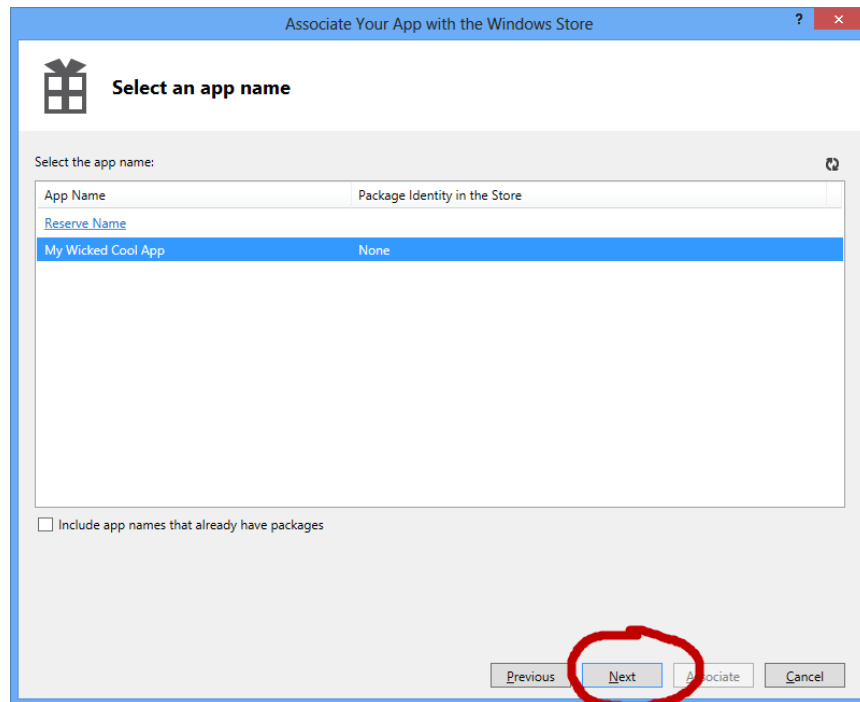 Associate Your App with the Windows Store ?
Select an app name
Select the app name:
App Name Package Identity in the Store
Reserve Name
My Wicked Cool App None
Include app names that already have packages
Previous Next Associate Cancel